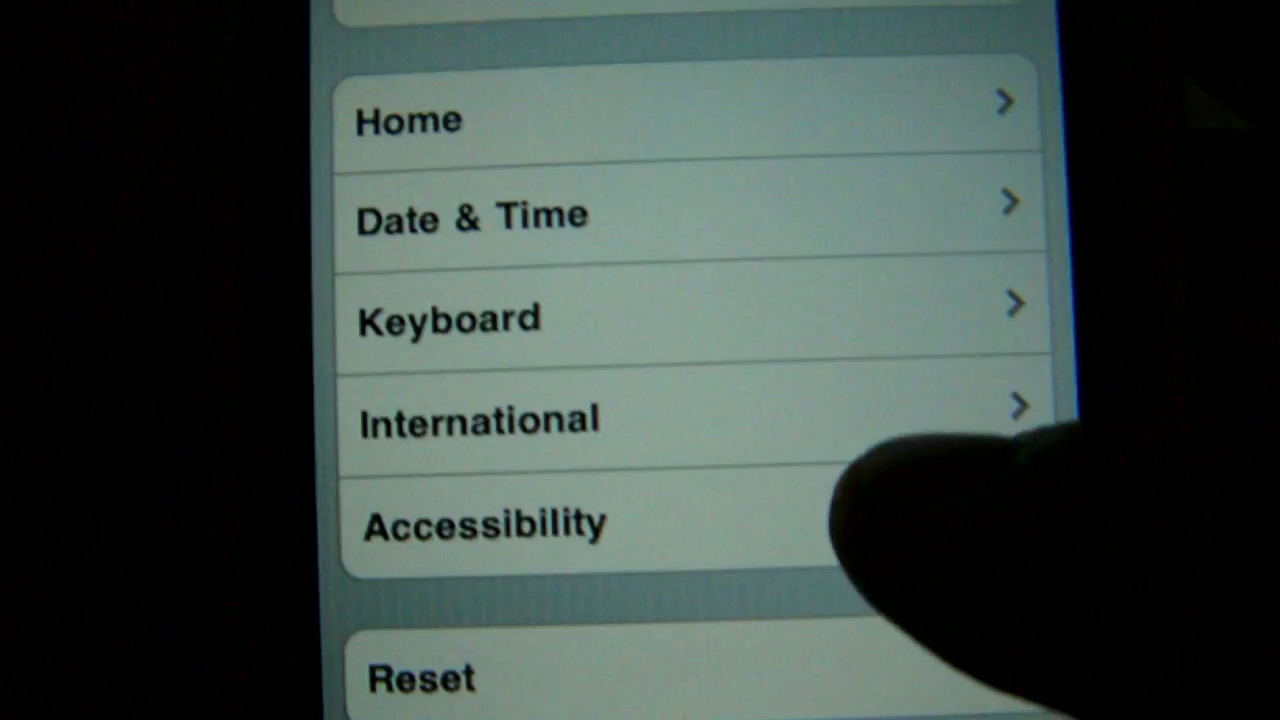 Home
Date & Time
Keyboard
International
Accessibility
Reset